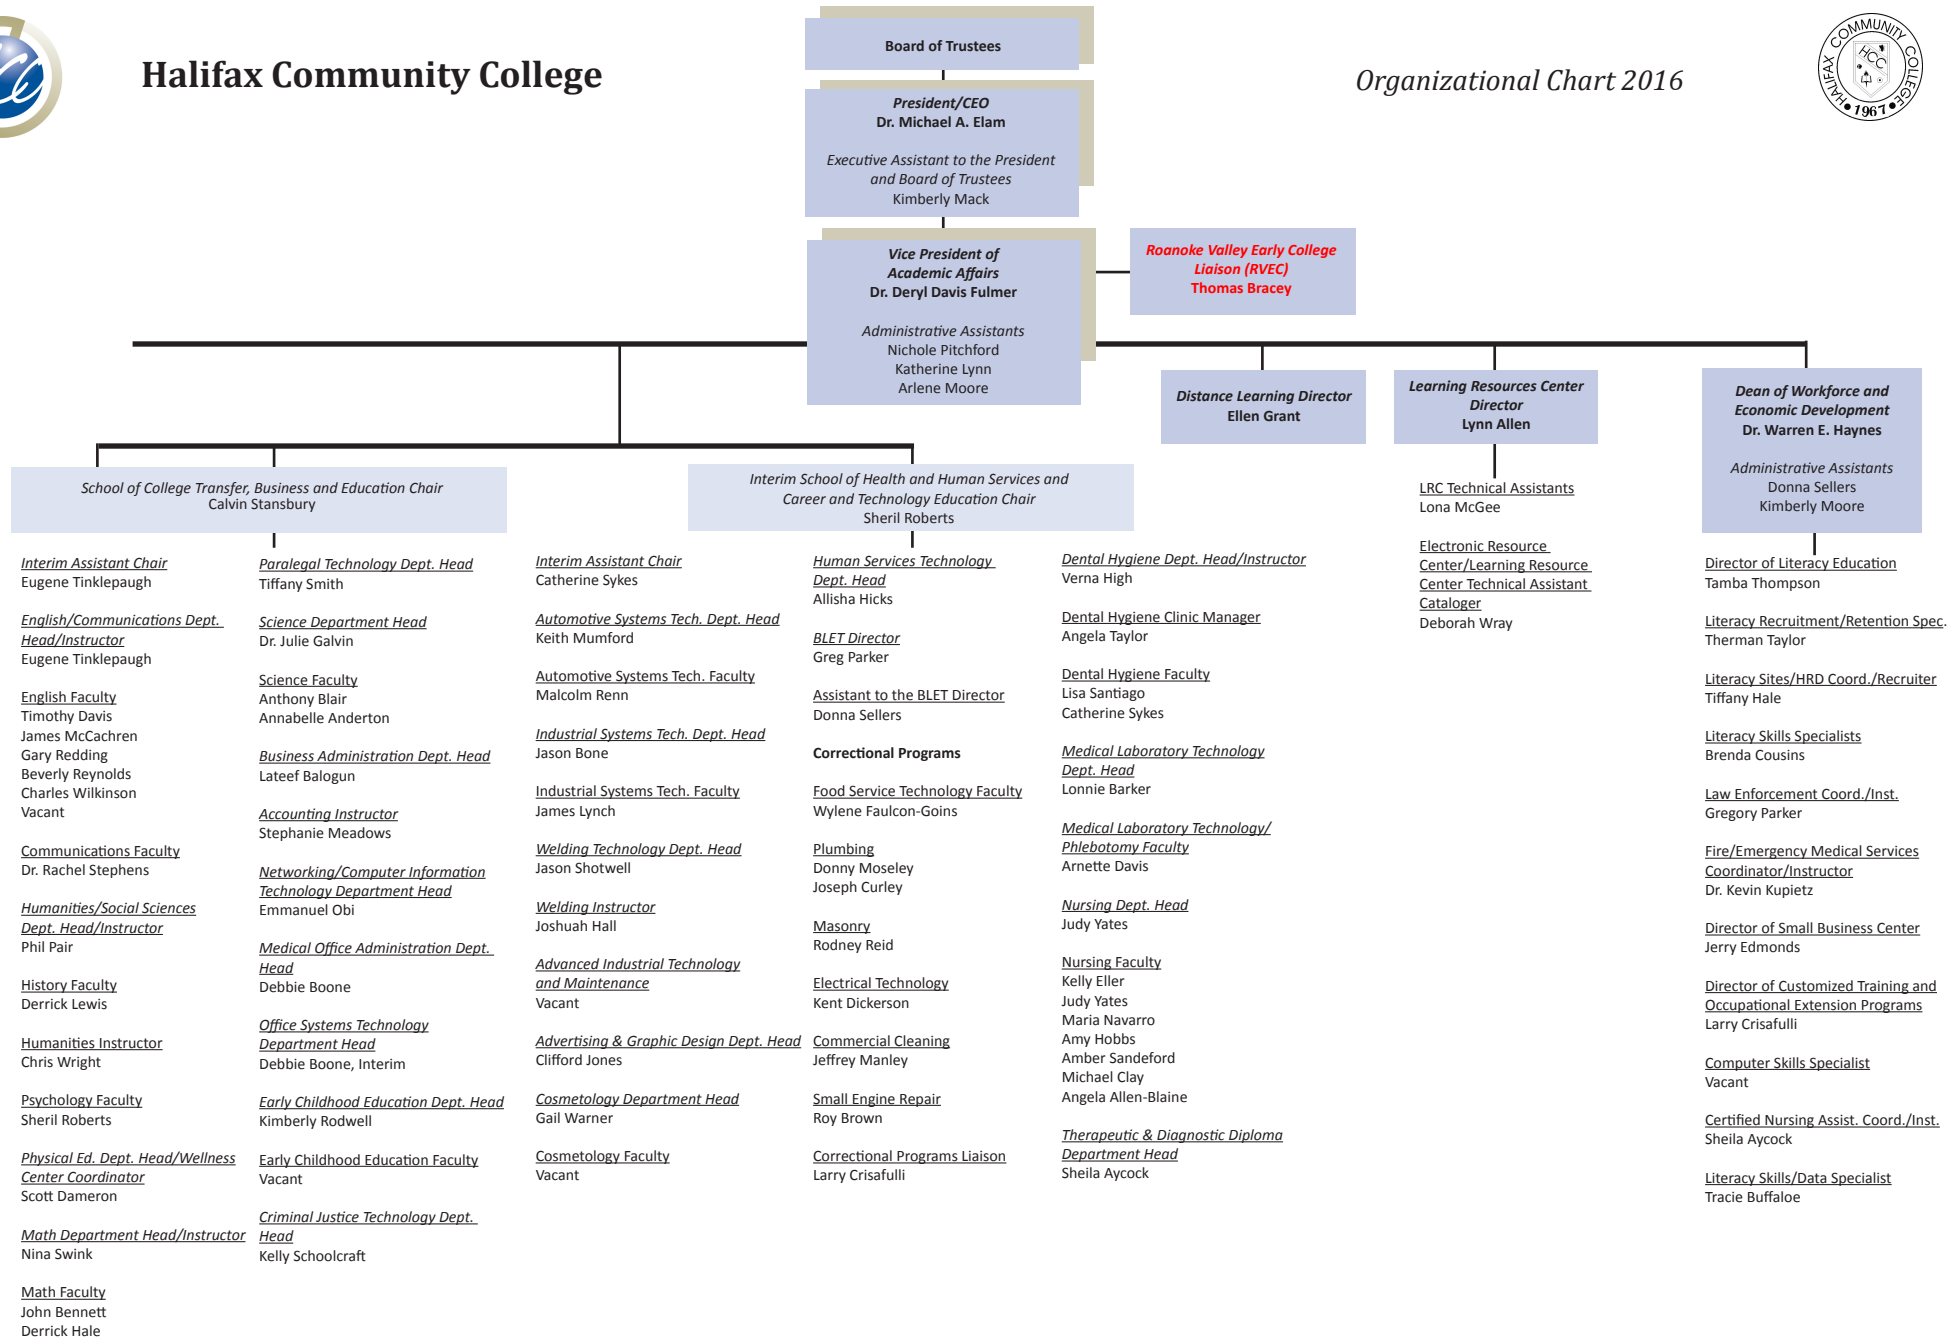 Halifax Community College
Organizational Chart 2016
HALIFAX COMMUNITY COLLEGE
HCC
1967
Board of Trustees
President/CEO
Dr. Michael A. Elam
Executive Assistant to the President
and Board of Trustees
Kimberly Mack
Vice President of
Academic Affairs
Dr. Deryl Davis Fulmer
Administrative Assistants
Nichole Pitchford
Katherine Lynn
Arlene Moore
Roanoke Valley Early College
Liaison (RVEC)
Thomas Bracey
Distance Learning Director
Ellen Grant
Learning Resources Center
Director
Lynn Allen
Dean of Workforce and
Economic Development
Dr. Warren E. Haynes
Administrative Assistants
Donna Sellers
Kimberly Moore
School of College Transfer, Business and Education Chair
Calvin Stansbury
Interim School of Health and Human Services and
Career and Technology Education Chair
Sheril Roberts
Interim Assistant Chair
Eugene Tinklepaugh
English/Communications Dept.
Head/Instructor
Eugene Tinklepaugh
English Faculty
Timothy Davis
James McCachren
Gary Redding
Beverly Reynolds
Charles Wilkinson
Vacant
Communications Faculty
Dr. Rachel Stephens
Humanities/Social Sciences
Dept. Head/Instructor
Phil Pair
History Faculty
Derrick Lewis
Humanities Instructor
Chris Wright
Psychology Faculty
Sheril Roberts
Physical Ed. Dept. Head/Wellness
Center Coordinator
Scott Dameron
Math Department Head/Instructor
Nina Swink
Math Faculty
John Bennett
Derrick Hale
Paralegal Technology Dept. Head
Tiffany Smith
Science Department Head
Dr. Julie Galvin
Science Faculty
Anthony Blair
Annabelle Anderton
Business Administration Dept. Head
Lateef Balogun
Accounting Instructor
Stephanie Meadows
Networking/Computer Information
Technology Department Head
Emmanuel Obi
Medical Office Administration Dept.
Head
Debbie Boone
Office Systems Technology
Department Head
Debbie Boone, Interim
Early Childhood Education Dept. Head
Kimberly Rodwell
Early Childhood Education Faculty
Vacant
Criminal Justice Technology Dept.
Head
Kelly Schoolcraft
Interim Assistant Chair
Catherine Sykes
Automotive Systems Tech. Dept. Head
Keith Mumford
Automotive Systems Tech. Faculty
Malcolm Renn
Industrial Systems Tech. Dept. Head
Jason Bone
Industrial Systems Tech. Faculty
James Lynch
Welding Technology Dept. Head
Jason Shotwell
Welding Instructor
Joshuah Hall
Advanced Industrial Technology
and Maintenance
Vacant
Advertising & Graphic Design Dept. Head
Clifford Jones
Cosmetology Department Head
Gail Warner
Cosmetology Faculty
Vacant
Human Services Technology
Dept. Head
Allisha Hicks
BLET Director
Greg Parker
Assistant to the BLET Director
Donna Sellers
Correctional Programs
Food Service Technology Faculty
Wylene Faulcon-Goins
Plumbing
Donny Moseley
Joseph Curley
Masonry
Rodney Reid
Electrical Technology
Kent Dickerson
Commercial Cleaning
Jeffrey Manley
Small Engine Repair
Roy Brown
Correctional Programs Liaison
Larry Crisafulli
Dental Hygiene Dept. Head/Instructor
Verna High
Dental Hygiene Clinic Manager
Angela Taylor
Dental Hygiene Faculty
Lisa Santiago
Catherine Sykes
Medical Laboratory Technology
Dept. Head
Lonnie Barker
Medical Laboratory Technology/
Phlebotomy Faculty
Arnette Davis
Nursing Dept. Head
Judy Yates
Nursing Faculty
Kelly Eller
Judy Yates
Maria Navarro
Amy Hobbs
Amber Sandeford
Michael Clay
Angela Allen-Blaine
Therapeutic & Diagnostic Diploma
Department Head
Sheila Aycock
LRC Technical Assistants
Lona McGee
Electronic Resource
Center/Learning Resource
Center Technical Assistant
Cataloger
Deborah Wray
Director of Literacy Education
Tamba Thompson
Literacy Recruitment/Retention Spec.
Therman Taylor
Literacy Sites/HRD Coord./Recruiter
Tiffany Hale
Literacy Skills Specialists
Brenda Cousins
Law Enforcement Coord./Inst.
Gregory Parker
Fire/Emergency Medical Services
Coordinator/Instructor
Dr. Kevin Kupietz
Director of Small Business Center
Jerry Edmonds
Director of Customized Training and
Occupational Extension Programs
Larry Crisafulli
Computer Skills Specialist
Vacant
Certified Nursing Assist. Coord./Inst.
Sheila Aycock
Literacy Skills/Data Specialist
Tracie Buffaloe